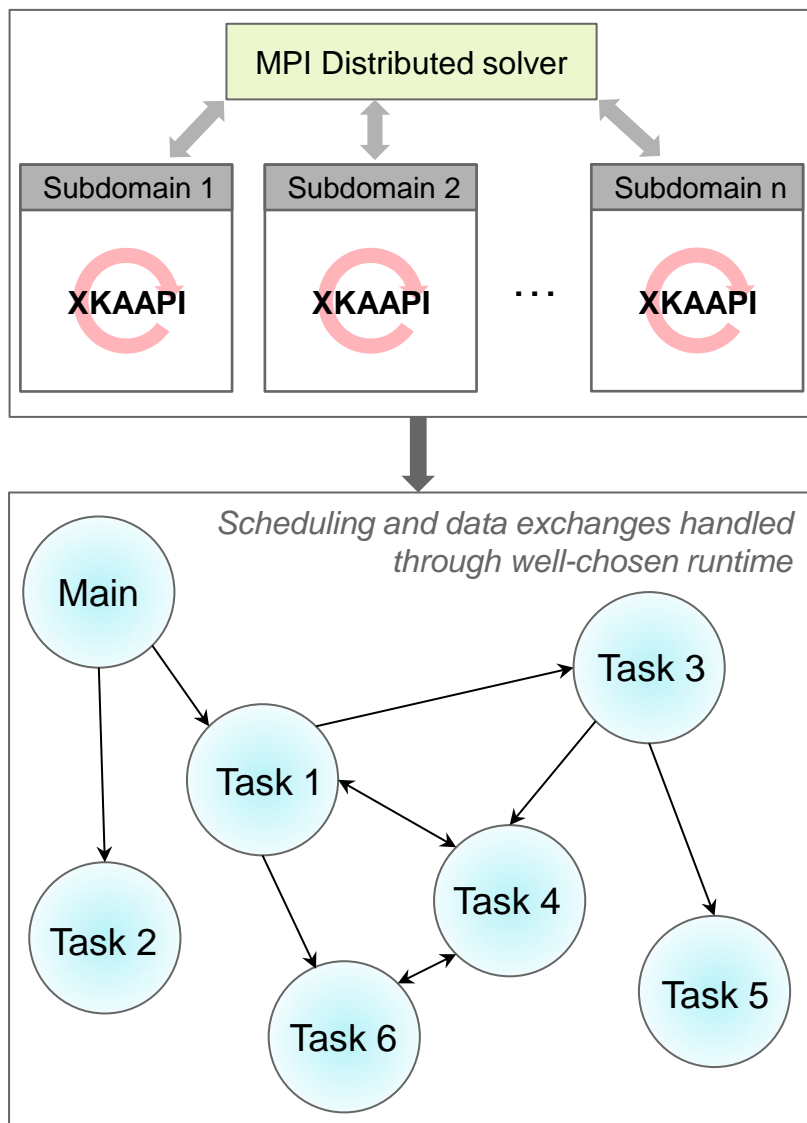 MPI Distributed solver
Subdomain 1
Subdomain 2
Subdomain n
XKAAPI
XKAAPI
...
XKAAPI
Scheduling and data exchanges handled
through well-chosen runtime
Main
Task 3
Task 1
Task 4
Task 2
Task 5
Task 6